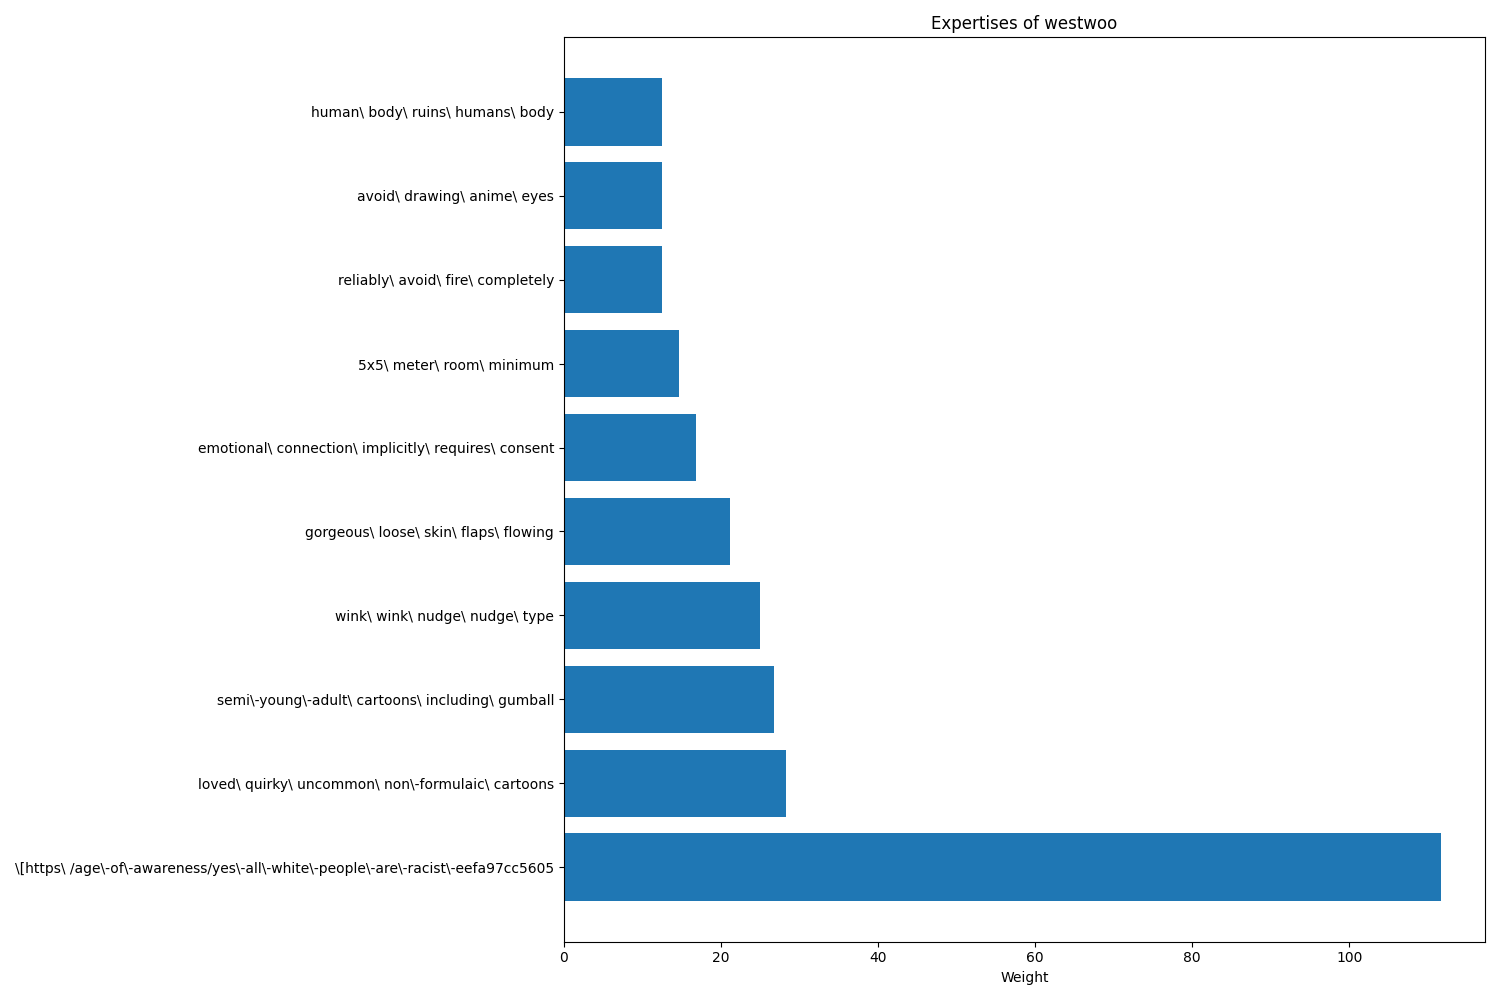 Expertises of westwoo
human\ body\ ruins\ humans\ body
avoid\ drawing\ anime\ eyes
reliably\ avoid\ fire\ completely
5x5\ meter\ room\ minimum
emotional\ connection\ implicitly\ requires\ consent
gorgeous\ loose\ skin\ flaps\ flowing
wink\ wink\ nudge\ nudge\ type
semi\-young\-adult\ cartoons\ including\ gumball
loved\ quirky\ uncommon\ non\-formulaic\ cartoons
\[https\ /age\-of\-awareness/yes\-all\-white\-people\-are\-racist\-eefa97cc5605
0 20 40 60 80 100
Weight